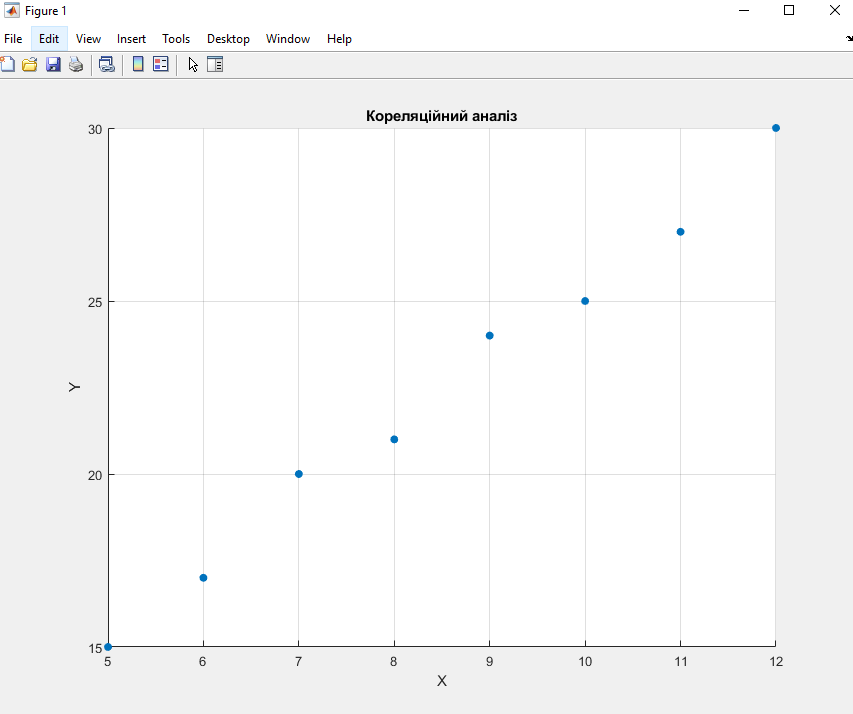 Figure 1
File Edit View Insert Tools Desktop Window Help
Кореляційний аналіз
30
25
20
15
Y
5 6 7 8 9 10 11 12
X